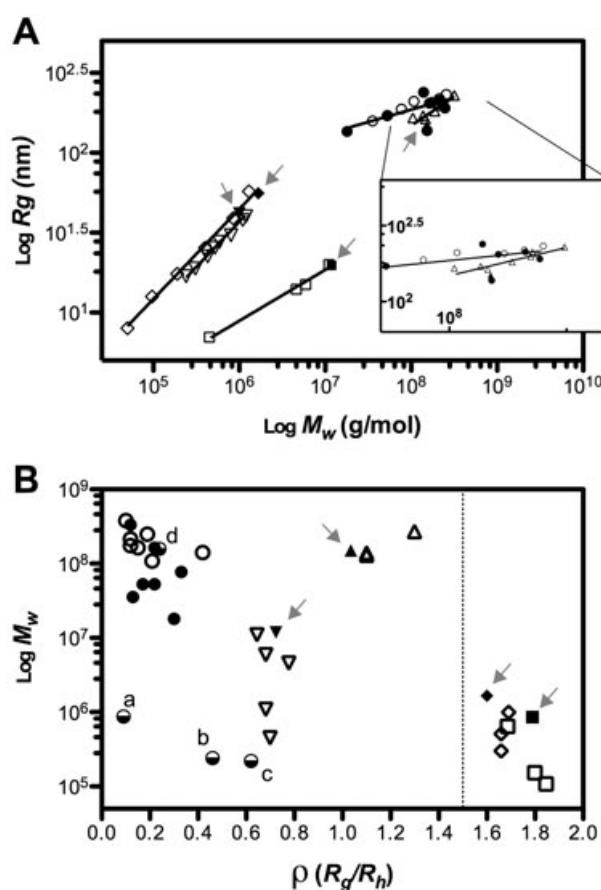 A
Log Rg (nm)
10^2.5
10^2
10^1.5
10^1
10^2.5
10^2
10^8
10^5 10^6 10^7 10^8 10^9 10^10
Log Mw (g/mol)
B
Log Mw
10^9
10^8
10^7
10^6
10^5
d
a
b
c
0.0 0.2 0.4 0.6 0.8 1.0 1.2 1.4 1.6 1.8 2.0
ρ (Rg/Rh)